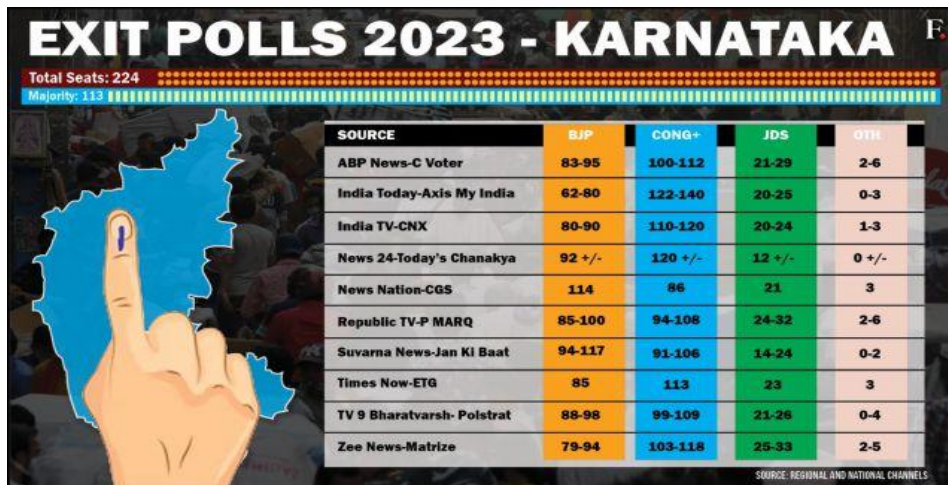 EXIT POLLS 2023 - KARNATAKA
F.
Total Seats: 224
Majority: 113
SOURCE BJP CONG+ JDS OTH
ABP News-C Voter 83-95 100-112 21-29 2-6
India Today-Axis My India 62-80 122-140 20-25 0-3
India TV-CNX 80-90 110-120 20-24 1-3
News 24-Today's Chanakya 92 +/- 120 +/- 12 +/- 0 +/-
News Nation-CGS 114 86 21 3
Republic TV-P MARQ 85-100 94-108 24-32 2-6
Suvarna News-Jan Ki Baat 94-117 91-106 14-24 0-2
Times Now-ETG 85 113 23 3
TV 9 Bharatvarsh- Polstrat 88-98 99-109 21-26 0-4
Zee News-Matrize 79-94 103-118 25-33 2-5
SOURCE: REGIONAL AND NATIONAL CHANNELS